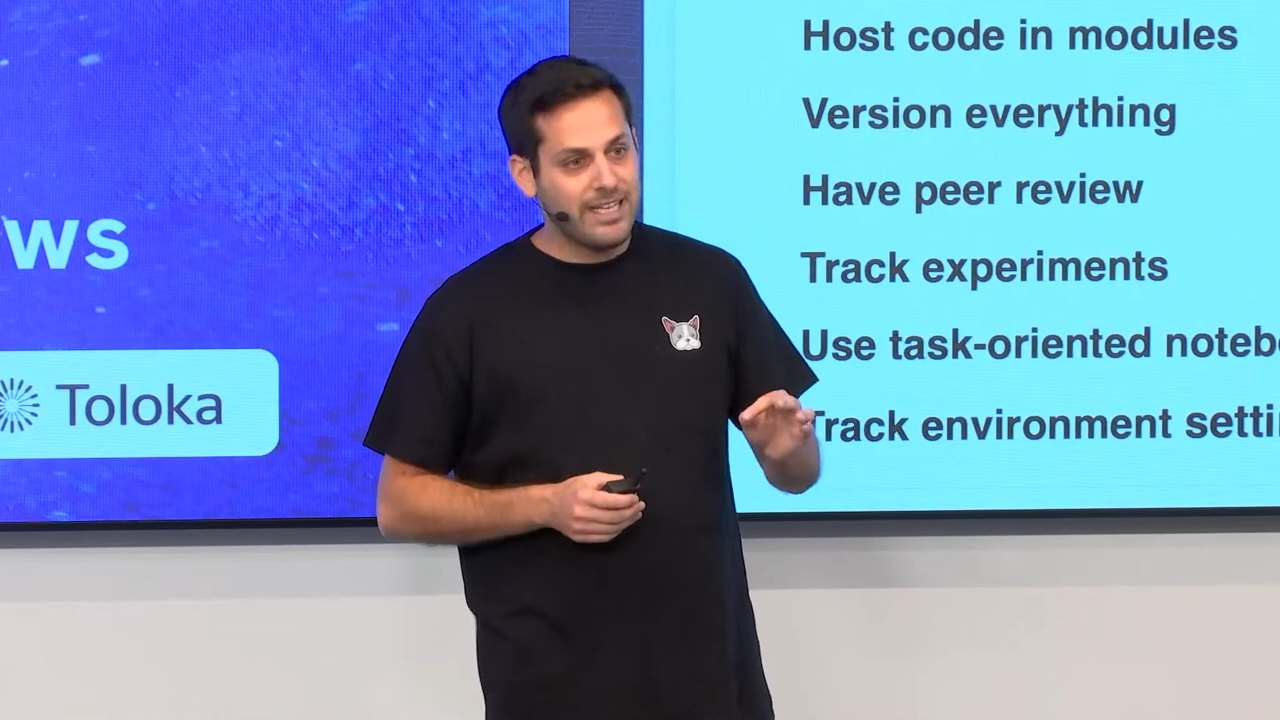 ws
Toloka
Host code in modules
Version everything
Have peer review
Track experiments
Use task-oriented noteb
Track environment setti